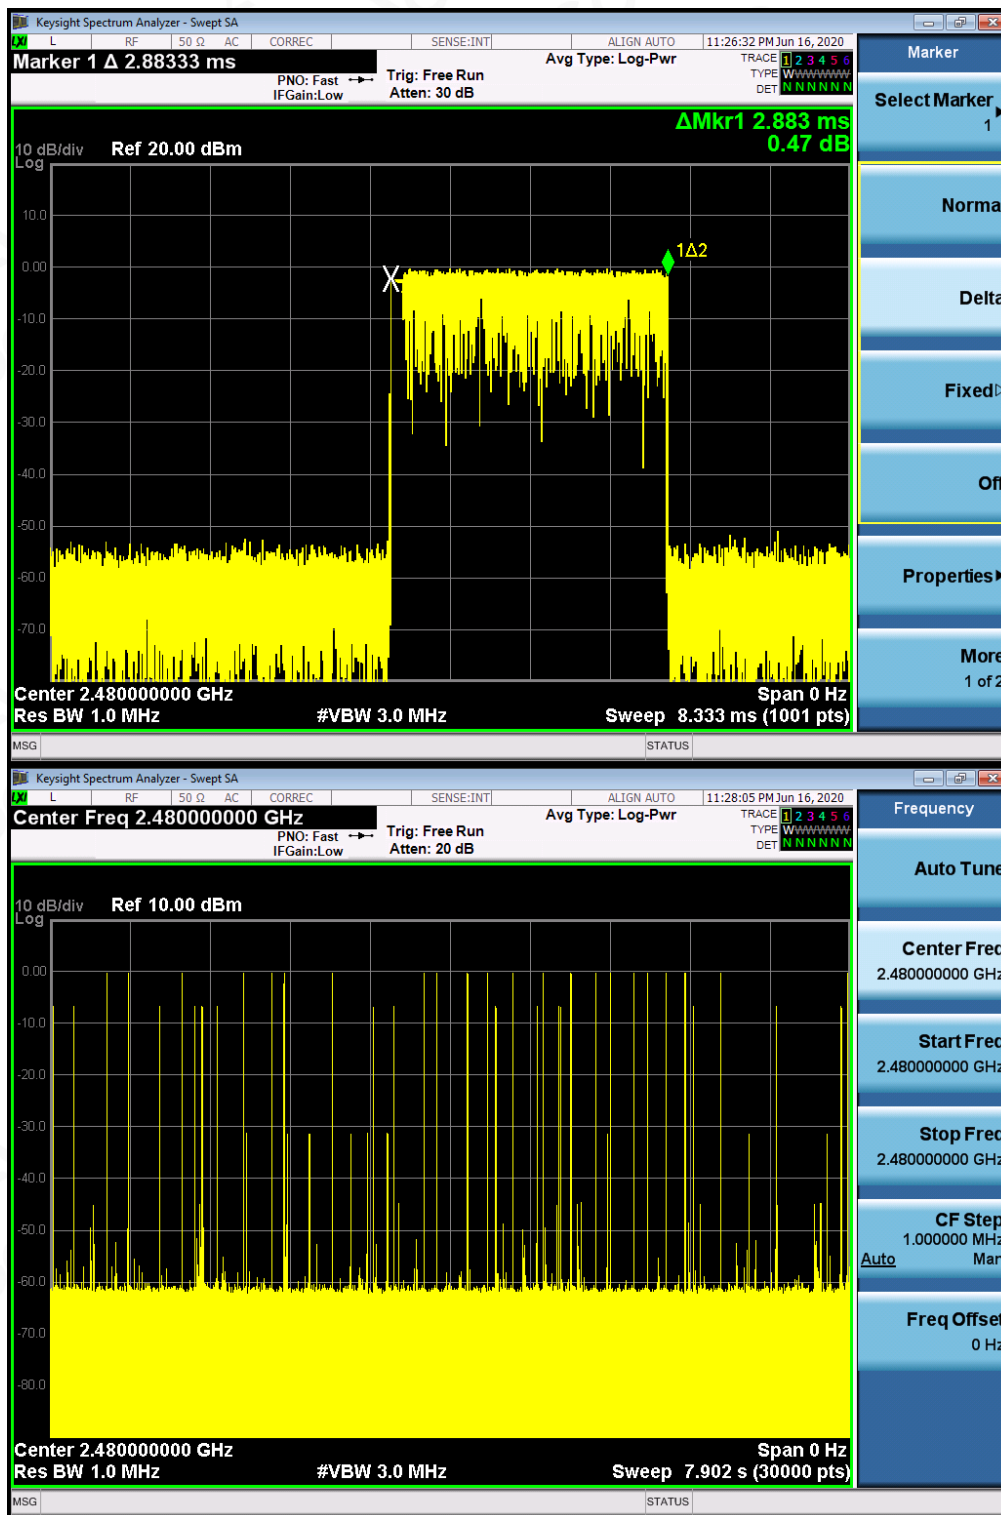 Keysight Spectrum Analyzer - Swept SA
LXI L RF 50 Ω AC CORREC SENSE:INT ALIGN AUTO 11:26:32 PM Jun 16, 2020
Marker 1 Δ 2.88333 ms
PNO: Fast
IFGain:Low
Trig: Free Run
Atten: 30 dB
Avg Type: Log-Pwr
TRACE 1 2 3 4 5 6
TYPE W
DET N N N N N N
ΔMkr1 2.883 ms
0.47 dB
10 dB/div Ref 20.00 dBm
Log
10.0
0.00
-10.0
-20.0
-30.0
-40.0
-50.0
-60.0
-70.0
X
1Δ2
Center 2.480000000 GHz Span 0 Hz
Res BW 1.0 MHz #VBW 3.0 MHz Sweep 8.333 ms (1001 pts)
MSG STATUS
Marker
Select Marker
1
Norma
Delta
Fixed
Off
Properties
More
1 of 2
Keysight Spectrum Analyzer - Swept SA
LXI L RF 50 Ω AC CORREC SENSE:INT ALIGN AUTO 11:28:05 PM Jun 16, 2020
Center Freq 2.480000000 GHz
PNO: Fast
IFGain:Low
Trig: Free Run
Atten: 20 dB
Avg Type: Log-Pwr
TRACE 1 2 3 4 5 6
TYPE W
DET N N N N N N
10 dB/div Ref 10.00 dBm
Log
0.00
-10.0
-20.0
-30.0
-40.0
-50.0
-60.0
-70.0
-80.0
Center 2.480000000 GHz Span 0 Hz
Res BW 1.0 MHz #VBW 3.0 MHz Sweep 7.902 s (30000 pts)
MSG STATUS
Frequency
Auto Tune
Center Freq
2.480000000 GHz
Start Freq
2.480000000 GHz
Stop Freq
2.480000000 GHz
CF Step
1.000000 MHz
Auto Man
Freq Offset
0 Hz